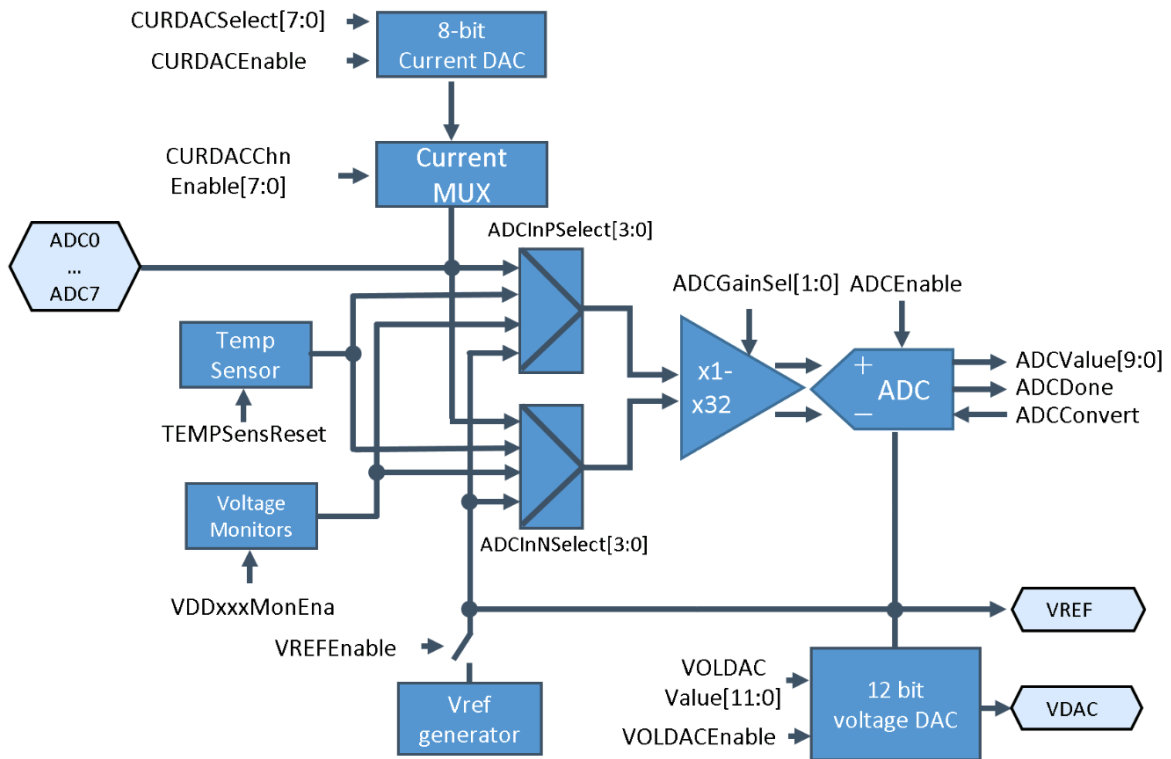 CURDACSelect[7:0]
CURDACEnable
8-bit
Current DAC
CURDACChn
Enable[7:0]
Current
MUX
ADC0
...
ADC7
ADCInPSelect[3:0]
ADCGainSel[1:0]
ADCEnable
Temp
Sensor
TEMPSensReset
x1-
x32
+
ADC
−
ADCValue[9:0]
ADCDone
ADCConvert
Voltage
Monitors
VDDxxxMonEna
ADCInNSelect[3:0]
VREFEnable
Vref
generator
VREF
VOLDAC
Value[11:0]
VOLDACEnable
12 bit
voltage DAC
VDAC